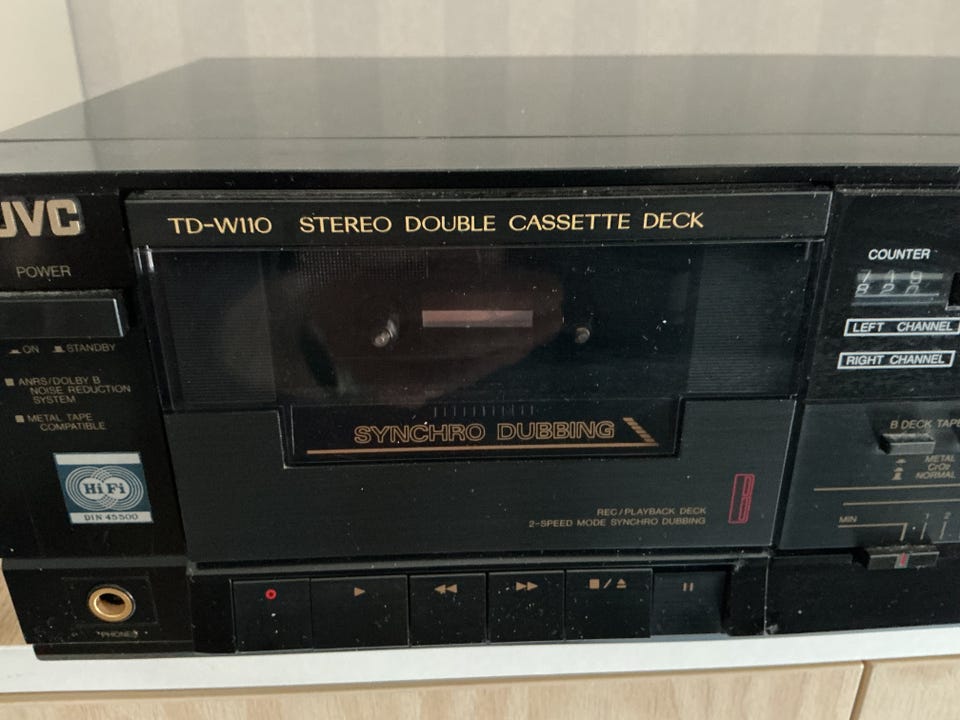 JVC
TD-W110 STEREO DOUBLE CASSETTE DECK
POWER
ON STANDBY
ANRS/DOLBY B
NOISE REDUCTION
SYSTEM
METAL TAPE
COMPATIBLE
Hi Fi
DIN 45500
PHONES
SYNCHRO DUBBING
REC/PLAYBACK DECK
2-SPEED MODE SYNCHRO DUBBING
B
COUNTER
LEFT CHANNEL
RIGHT CHANNEL
B DECK TAPE
METAL
CrO₂
NORMAL
MIN
1 2